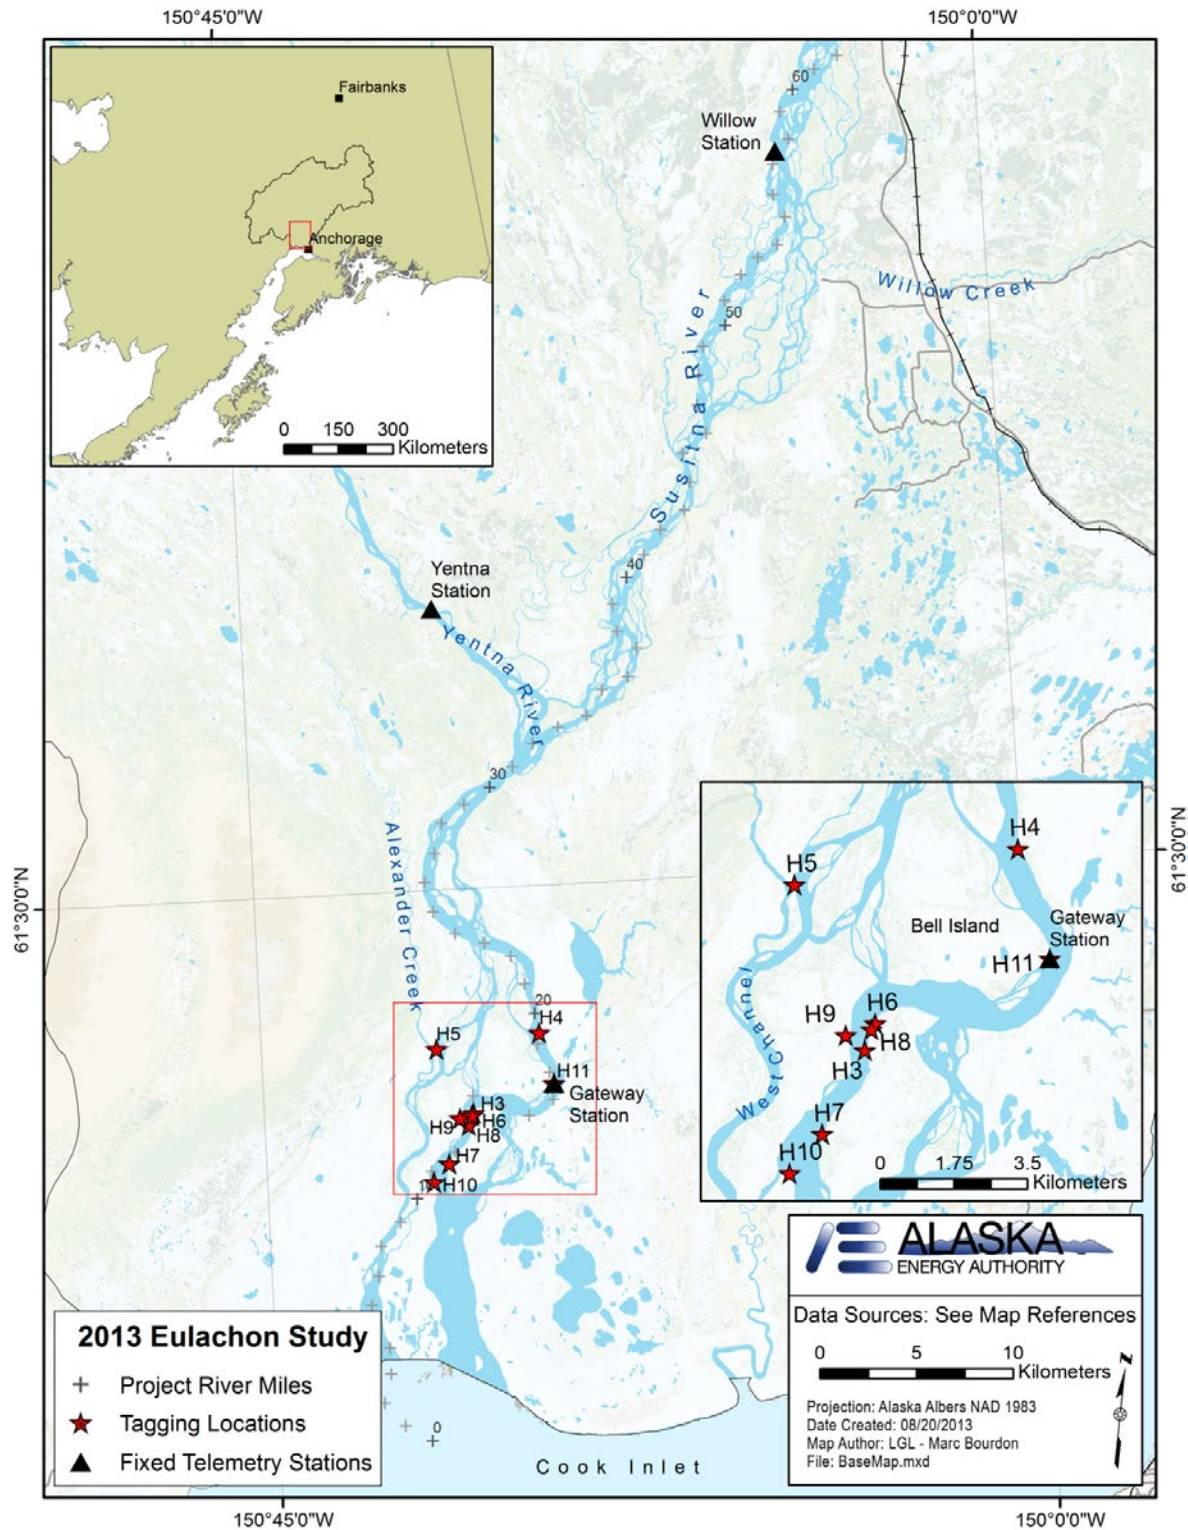 150°45'0"W
150°0'0"W
Fairbanks
Anchorage
0 150 300
Kilometers
60
Willow
Station
Willow Creek
50
Susitna River
40
Yentna
Station
Yentna River
30
Alexander Creek
61°30'0"N
61°30'0"N
20
H4
H5
H11
Gateway
Station
H3
H6
H9
H8
H7
H10
H4
H5
Bell Island
Gateway
Station
H11
West Channel
H9
H6
H8
H3
H7
H10
0 1.75 3.5
Kilometers
ALASKA
ENERGY AUTHORITY
Data Sources: See Map References
0 5 10
Kilometers
N
Projection: Alaska Albers NAD 1983
Date Created: 08/20/2013
Map Author: LGL - Marc Bourdon
File: BaseMap.mxd
2013 Eulachon Study
Project River Miles
Tagging Locations
Fixed Telemetry Stations
0
Cook Inlet
150°45'0"W
150°0'0"W